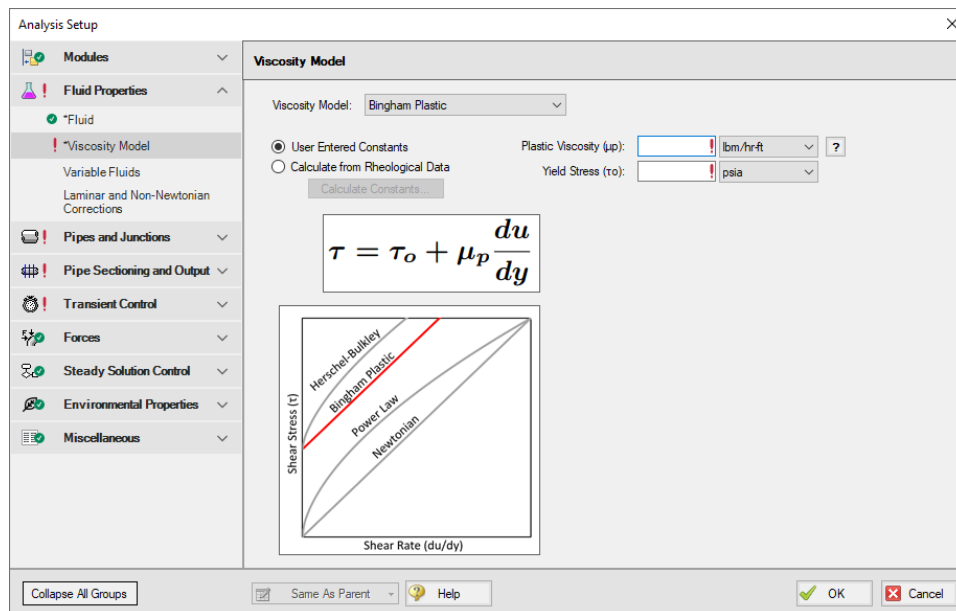 Analysis Setup
Modules
Fluid Properties
*Fluid
*Viscosity Model
Variable Fluids
Laminar and Non-Newtonian
Corrections
Pipes and Junctions
Pipe Sectioning and Output
Transient Control
Forces
Steady Solution Control
Environmental Properties
Miscellaneous
Collapse All Groups
Viscosity Model
Viscosity Model: Bingham Plastic
User Entered Constants
Calculate from Rheological Data
Calculate Constants...
Plastic Viscosity (μp): ! lbm/hr-ft ?
Yield Stress (τo): ! psia
τ = τₒ + μₚ du/dy
Herschel-Bulkley
Bingham Plastic
Power Law
Newtonian
Shear Stress (τ)
Shear Rate (du/dy)
Same As Parent
Help
OK
Cancel